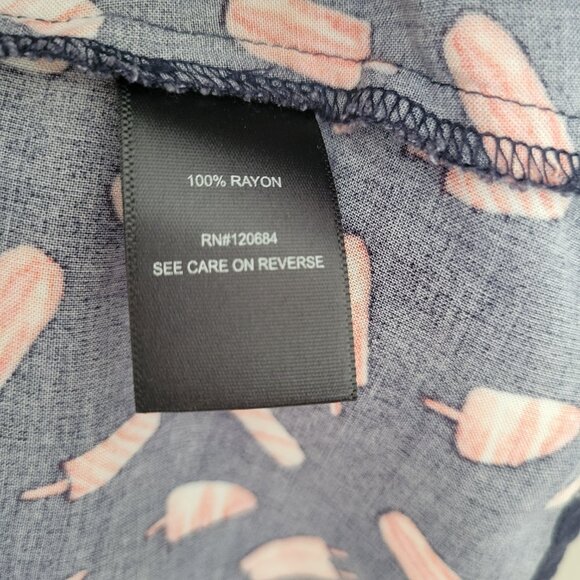 100% RAYON
RN#120684
SEE CARE ON REVERSE